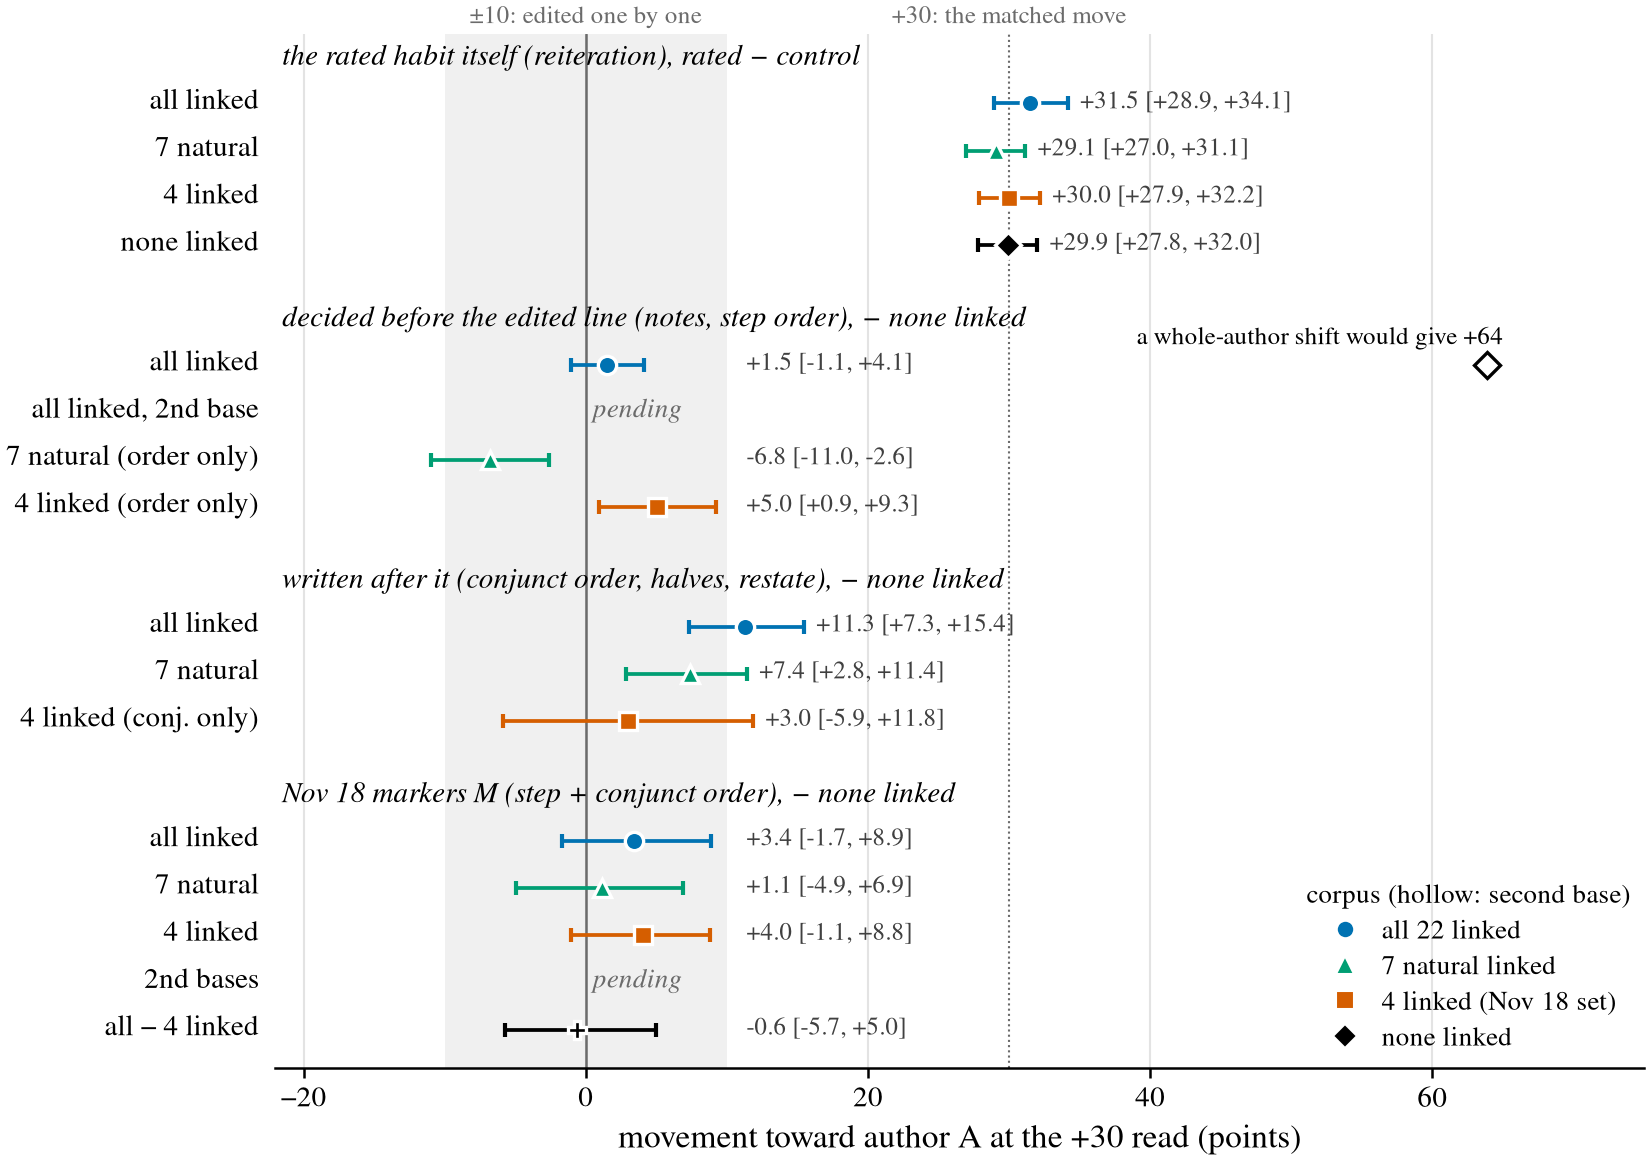 ±10: edited one by one +30: the matched move
the rated habit itself (reiteration), rated − control
all linked +31.5 [+28.9, +34.1]
7 natural +29.1 [+27.0, +31.1]
4 linked +30.0 [+27.9, +32.2]
none linked +29.9 [+27.8, +32.0]
decided before the edited line (notes, step order), − none linked
a whole-author shift would give +64
all linked +1.5 [-1.1, +4.1]
all linked, 2nd base pending
7 natural (order only) -6.8 [-11.0, -2.6]
4 linked (order only) +5.0 [+0.9, +9.3]
written after it (conjunct order, halves, restate), − none linked
all linked +11.3 [+7.3, +15.4]
7 natural +7.4 [+2.8, +11.4]
4 linked (conj. only) +3.0 [-5.9, +11.8]
Nov 18 markers M (step + conjunct order), − none linked
all linked +3.4 [-1.7, +8.9]
7 natural +1.1 [-4.9, +6.9]
4 linked +4.0 [-1.1, +8.8]
2nd bases pending
all − 4 linked -0.6 [-5.7, +5.0]
corpus (hollow: second base)
all 22 linked
7 natural linked
4 linked (Nov 18 set)
none linked
−20 0 20 40 60
movement toward author A at the +30 read (points)